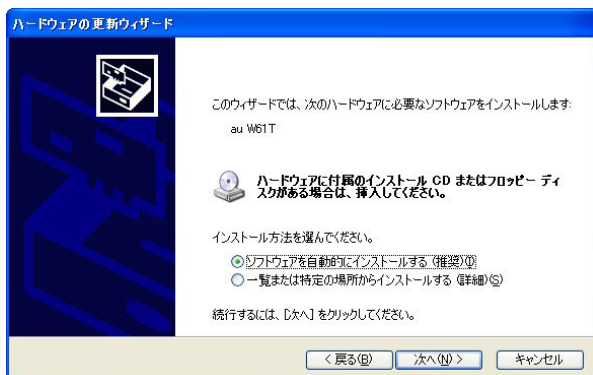 ハードウェアの更新ウィザード
このウィザードでは、次のハードウェアに必要なソフトウェアをインストールします:
au W61T
ハードウェアに付属のインストール CD またはフロッピー ディ
スクがある場合は、挿入してください。
インストール方法を選んでください。
ソフトウェアを自動的にインストールする (推奨)(I)
一覧または特定の場所からインストールする (詳細)(S)
続行するには、[次へ] をクリックしてください。
< 戻る(B) 次へ(N) > キャンセル